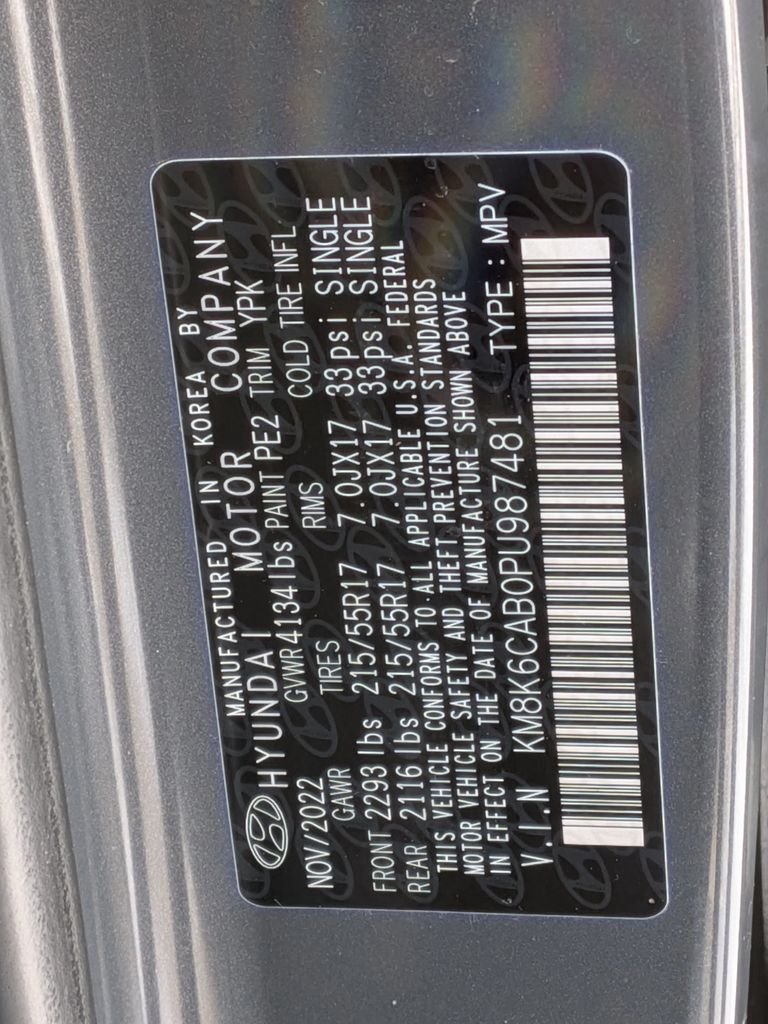 MANUFACTURED IN KOREA BY
HYUNDAI MOTOR COMPANY
NOV/2022 GVWR4134lbs PAINT PE2 TRIM YPK
GAWR TIRES RIMS COLD TIRE INFL
FRONT 2293 lbs 215/55R17 7.0JX17 33psi SINGLE
REAR 2116 lbs 215/55R17 7.0JX17 33psi SINGLE
THIS VEHICLE CONFORMS TO ALL APPLICABLE U.S.A. FEDERAL
MOTOR VEHICLE SAFETY AND THEFT PREVENTION STANDARDS
IN EFFECT ON THE DATE OF MANUFACTURE SHOWN ABOVE
V.I.N KM8K6CAB0PU987481 TYPE : MPV